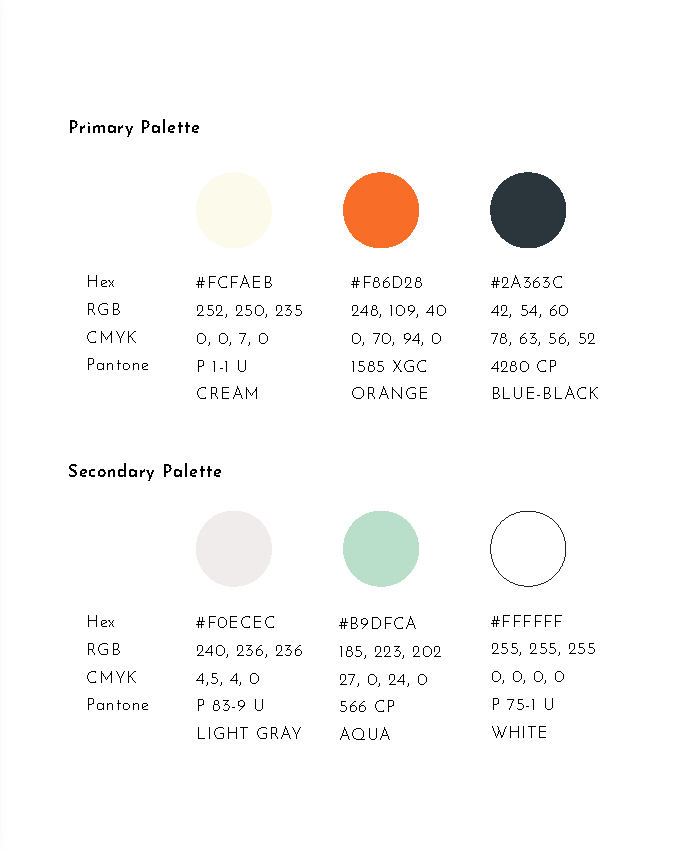 Primary Palette
Hex #FCFAEB #F86D28 #2A363C
RGB 252, 250, 235 248, 109, 40 42, 54, 60
CMYK 0, 0, 7, 0 0, 70, 94, 0 78, 63, 56, 52
Pantone P 1-1 U 1585 XGC 4280 CP
CREAM ORANGE BLUE-BLACK
Secondary Palette
Hex #F0ECEC #B9DFCA #FFFFFF
RGB 240, 236, 236 185, 223, 202 255, 255, 255
CMYK 4,5, 4, 0 27, 0, 24, 0 0, 0, 0, 0
Pantone P 83-9 U 566 CP P 75-1 U
LIGHT GRAY AQUA WHITE